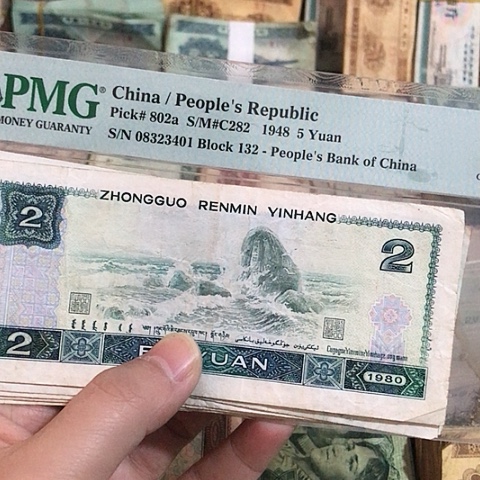 PMG
MONEY GUARANTY
China / People's Republic
Pick# 802a S/M#C282 1948 5 Yuan
S/N 08323401 Block 132 - People's Bank of China
ZHONGGUO RENMIN YINHANG
2
2
2
YUAN
1980